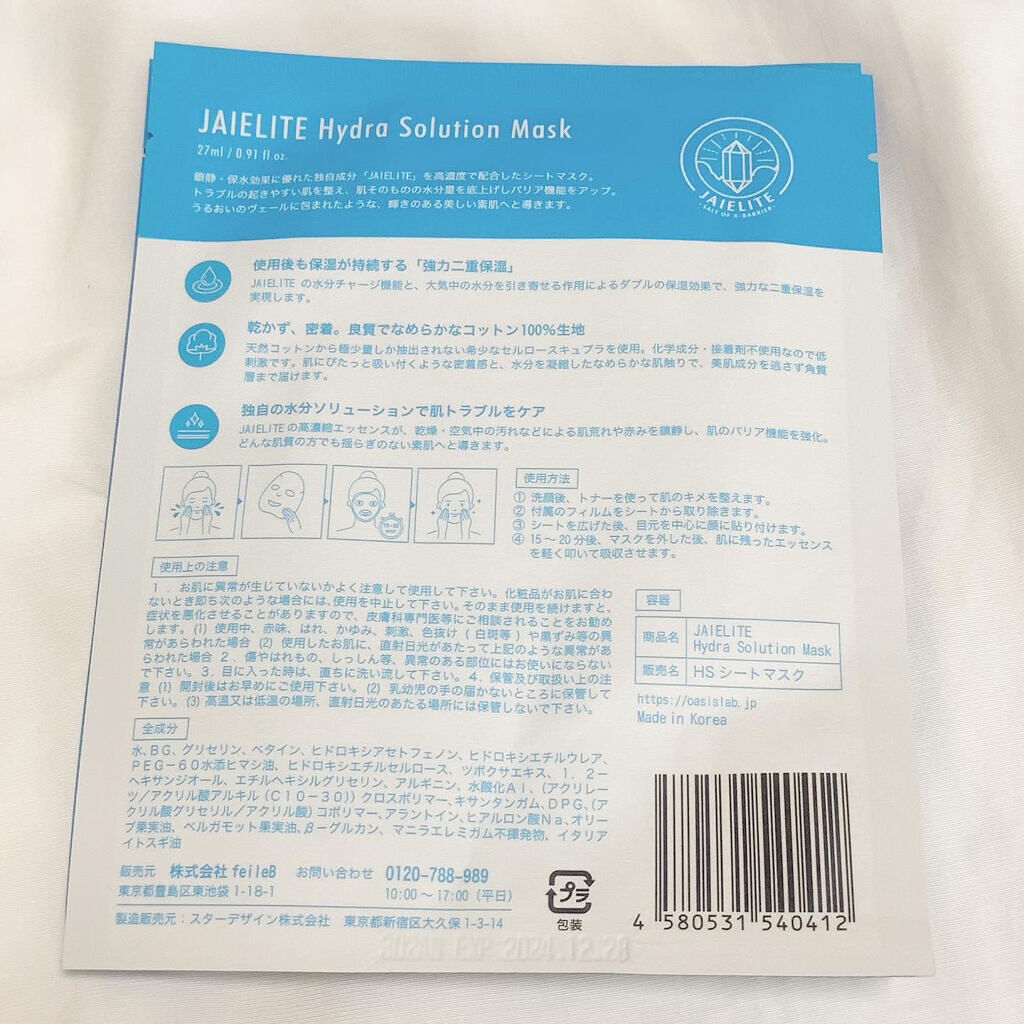 JAIELITE Hydra Solution Mask
27ml / 0.91 fl.oz.
鎮静・保水効果に優れた独自成分「JAIELITE」を高濃度で配合したシートマスク。
トラブルの起きやすい肌を整え、肌そのものの水分量を底上げしバリア機能をアップ。
うるおいのヴェールに包まれたような、輝きのある美しい素肌へと導きます。
JAIELITE
・SALT OF K-BARRIER・
使用後も保湿が持続する「強力二重保湿」
JAIELITE の水分チャージ機能と、大気中の水分を引き寄せる作用によるダブルの保湿効果で、強力な二重保湿を
実現します。
乾かず、密着。良質でなめらかなコットン100%生地
天然コットンから極少量しか抽出されない希少なセルロースキュプラを使用。化学成分・接着剤不使用なので低
刺激です。肌にぴたっと吸い付くような密着感と、水分を凝縮したなめらかな肌触りで、美肌成分を逃さず角質
層まで届けます。
独自の水分ソリューションで肌トラブルをケア
JAIELITE の高濃縮エッセンスが、乾燥・空気中の汚れなどによる肌荒れや赤みを鎮静し、肌のバリア機能を強化。
どんな肌質の方でも揺らぎのない素肌へと導きます。
15~20
使用方法
① 洗顔後、トナーを使って肌のキメを整えます。
② 付属のフィルムをシートから取り除きます。
③ シートを広げた後、目元を中心に顔に貼り付けます。
④ 15～20分後、マスクを外した後、肌に残ったエッセンス
を軽く叩いて吸収させます。
使用上の注意
1．お肌に異常が生じていないかよく注意して使用して下さい。化粧品がお肌に合わ
ないとき即ち次のような場合には、使用を中止して下さい。そのまま使用を続けますと、
症状を悪化させることがありますので、皮膚科専門医等にご相談されることをお勧め
します。(1) 使用中、赤味、はれ、かゆみ、刺激、色抜け ( 白斑等 ) や黒ずみ等の異
常があらわれた場合 (2) 使用したお肌に、直射日光があたって上記のような異常があ
らわれた場合 2．傷やはれもの、しっしん等、異常のある部位にはお使いにならない
で下さい。3．目に入った時は、直ちに洗い流して下さい。4．保管及び取扱い上の注
意 (1) 開封後はお早めにご使用下さい。(2) 乳幼児の手の届かないところに保管して
下さい。(3) 高温又は低温の場所、直射日光のあたる場所には保管しないで下さい。
容器
商品名 JAIELITE
Hydra Solution Mask
販売名 HS シートマスク
https://oasislab.jp
Made in Korea
全成分
水、BG、グリセリン、ベタイン、ヒドロキシアセトフェノン、ヒドロキシエチルウレア、
PEG－60水添ヒマシ油、ヒドロキシエチルセルロース、ツボクサエキス、1，2－
ヘキサンジオール、エチルヘキシルグリセリン、アルギニン、水酸化Al、(アクリレー
ツ／アクリル酸アルキル（C10－30)）クロスポリマー、キサンタンガム、DPG、(ア
クリル酸グリセリル／アクリル酸）コポリマー、アラントイン、ヒアルロン酸Na、オリー
ブ果実油、ベルガモット果実油、β－グルカン、マニラエレミガム不揮発物、イタリア
イトスギ油
販売元 株式会社 feileB お問い合わせ 0120-788-989
東京都豊島区東池袋 1-18-1 10:00～17:00（平日）
製造販売元：スターデザイン株式会社 東京都新宿区大久保 1-3-14
プラ
包装
4 580531 540412
302AN EXP 2024.12.28